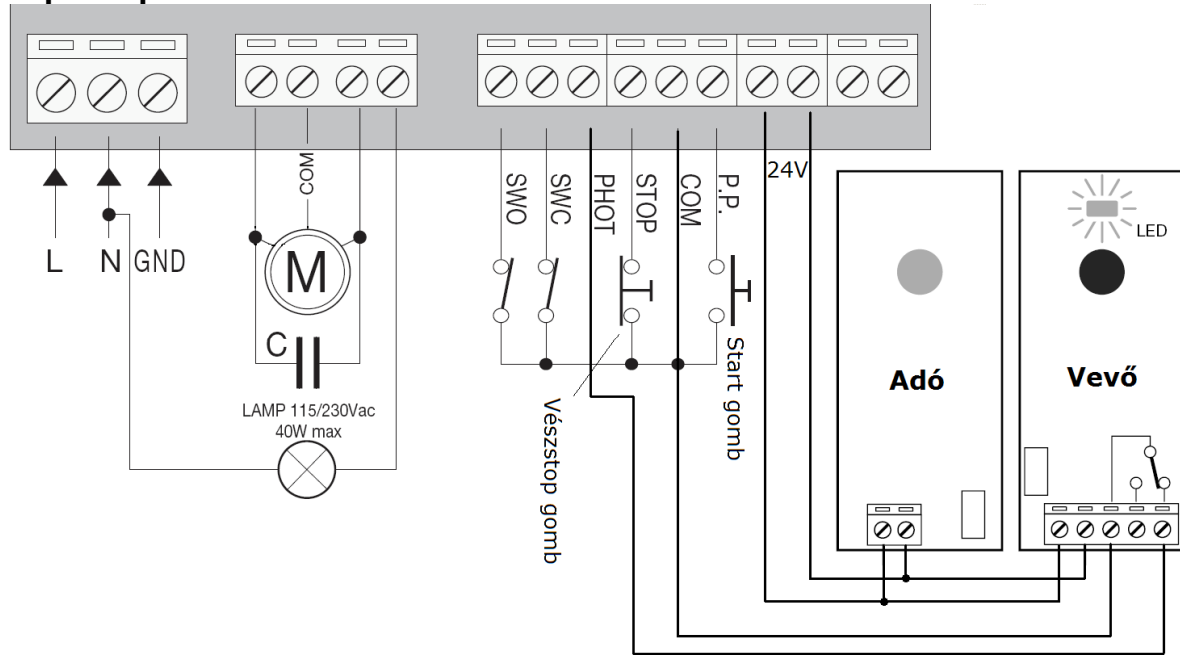 L
N
GND
COM
M
C
LAMP 115/230Vac
40W max
SWO
SWC
PHOT
STOP
COM
P.P.
24V
Vészstop gomb
Start gomb
Adó
LED
Vevő